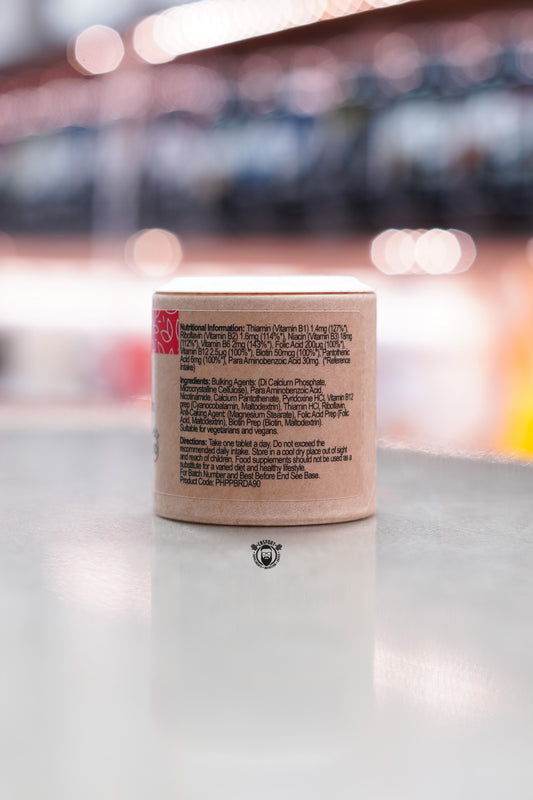 Nutritional Information: Thiamin (Vitamin B1) 1.4mg (127%*),
Riboflavin (Vitamin B2) 1.6mg (114%*), Niacin (Vitamin B3) 18mg
(112%*), Vitamin B6 2mg (143%*), Folic Acid 200µg (100%*),
Vitamin B12 2.5µg (100%*), Biotin 50mcg (100%*), Pantothenic
Acid 6mg (100%*), Para Aminobenzoic Acid 30mg. (*Reference
Intake)
Ingredients: Bulking Agents: (Di Calcium Phosphate,
Microcrystalline Cellulose), Para Aminobenzoic Acid,
Nicotinamide, Calcium Pantothenate, Pyridoxine HCl, Vitamin B12
prep (Cyanocobalamin, Maltodextrin), Thiamin HCl, Riboflavin,
Anti-Caking Agent: (Magnesium Stearate), Folic Acid Prep (Folic
Acid, Maltodextrin), Biotin Prep (Biotin, Maltodextrin).
Suitable for vegetarians and vegans.
Directions: Take one tablet a day. Do not exceed the
recommended daily intake. Store in a cool dry place out of sight
and reach of children. Food supplements should not be used as a
substitute for a varied diet and healthy lifestyle.
For Batch Number and Best Before End See Base.
Product Code: PHPPBRDA90